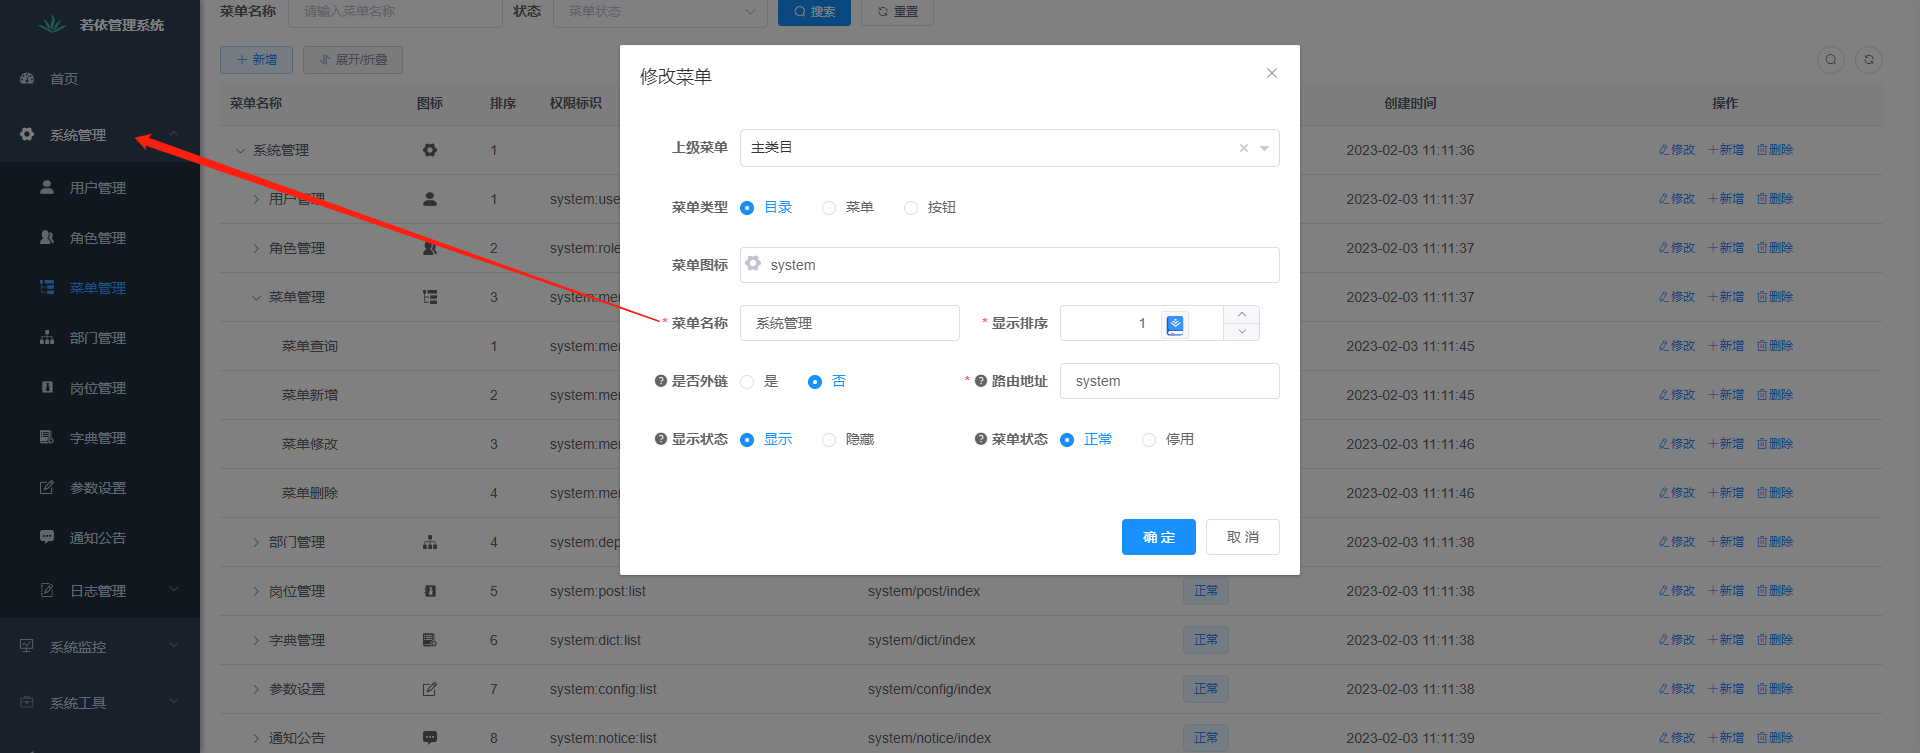 若依管理系统
首页
系统管理
用户管理
角色管理
菜单管理
部门管理
岗位管理
字典管理
参数设置
通知公告
日志管理
系统监控
系统工具
菜单名称 请输入菜单名称 状态 菜单状态 搜索 重置
新增 展开/折叠
菜单名称 图标 排序 权限标识 创建时间 操作
系统管理 1 2023-02-03 11:11:36 修改 新增 删除
用户管理 1 system:use 2023-02-03 11:11:37 修改 新增 删除
角色管理 2 system:role 2023-02-03 11:11:37 修改 新增 删除
菜单管理 3 system:me 2023-02-03 11:11:37 修改 新增 删除
菜单查询 1 system:me 2023-02-03 11:11:45 修改 新增 删除
菜单新增 2 system:me 2023-02-03 11:11:45 修改 新增 删除
菜单修改 3 system:me 2023-02-03 11:11:46 修改 新增 删除
菜单删除 4 system:me 2023-02-03 11:11:46 修改 新增 删除
部门管理 4 system:dep 2023-02-03 11:11:38 修改 新增 删除
岗位管理 5 system:post:list system/post/index 正常 2023-02-03 11:11:38 修改 新增 删除
字典管理 6 system:dict:list system/dict/index 正常 2023-02-03 11:11:38 修改 新增 删除
参数设置 7 system:config:list system/config/index 正常 2023-02-03 11:11:38 修改 新增 删除
通知公告 8 system:notice:list system/notice/index 正常 2023-02-03 11:11:39 修改 新增 删除
修改菜单
上级菜单 主类目
菜单类型 目录 菜单 按钮
菜单图标 system
* 菜单名称 系统管理 * 显示排序 1
是否外链 是 否 * 路由地址 system
显示状态 显示 隐藏 菜单状态 正常 停用
确 定 取 消